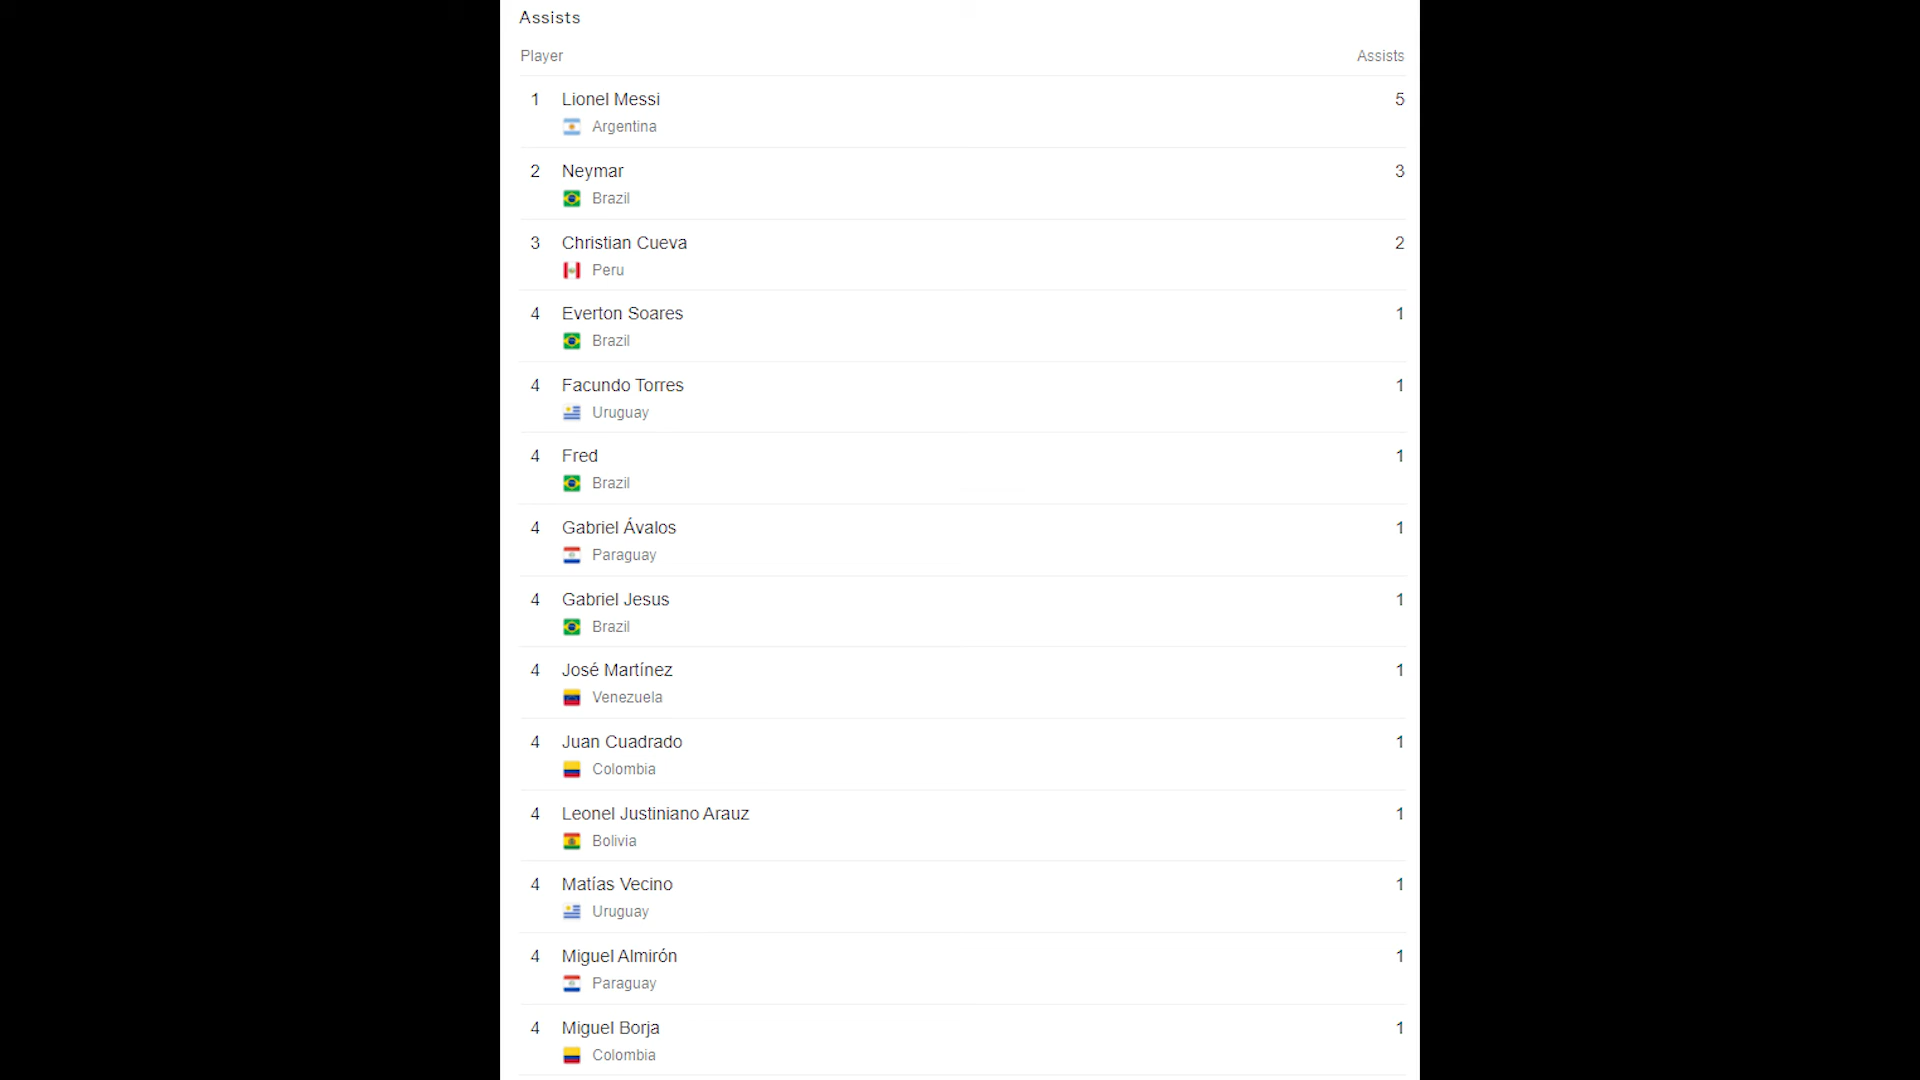 Assists
Player Assists
1 Lionel Messi 5
Argentina
2 Neymar 3
Brazil
3 Christian Cueva 2
Peru
4 Everton Soares 1
Brazil
4 Facundo Torres 1
Uruguay
4 Fred 1
Brazil
4 Gabriel Ávalos 1
Paraguay
4 Gabriel Jesus 1
Brazil
4 José Martínez 1
Venezuela
4 Juan Cuadrado 1
Colombia
4 Leonel Justiniano Arauz 1
Bolivia
4 Matías Vecino 1
Uruguay
4 Miguel Almirón 1
Paraguay
4 Miguel Borja 1
Colombia